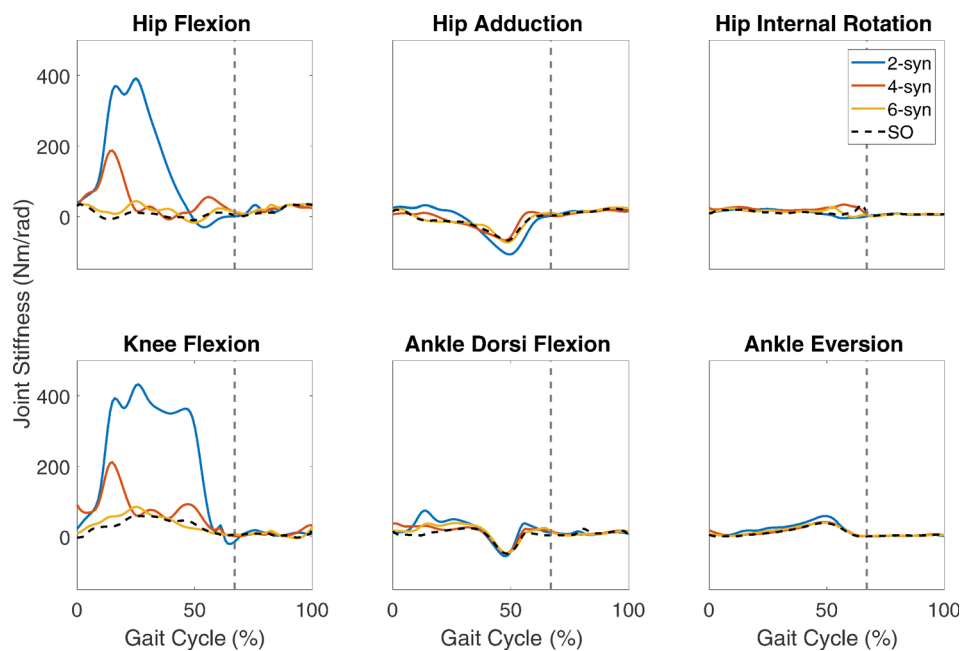 Hip Flexion
Hip Adduction
Hip Internal Rotation
2-syn
4-syn
6-syn
SO
400
200
0
Joint Stiffness (Nm/rad)
Knee Flexion
Ankle Dorsi Flexion
Ankle Eversion
400
200
0
0 50 100
0 50 100
0 50 100
Gait Cycle (%)
Gait Cycle (%)
Gait Cycle (%)